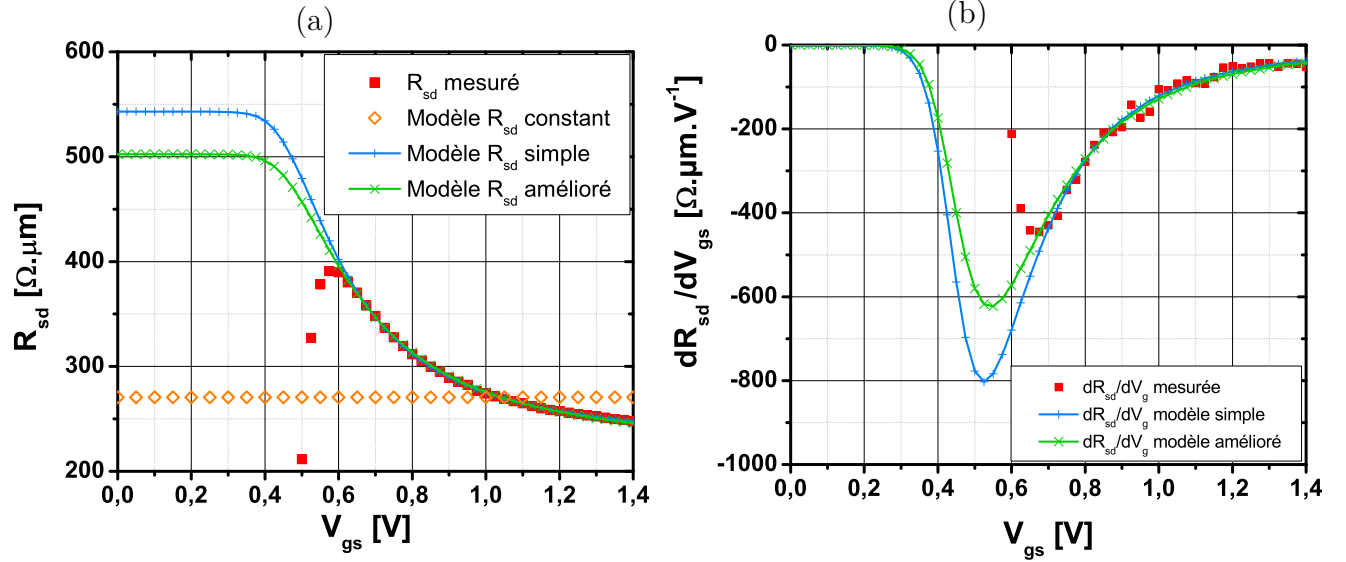 (a)
600
500
400
300
200
0,0 0,2 0,4 0,6 0,8 1,0 1,2 1,4
R_sd [Ω.µm]
V_gs [V]
R_sd mesuré
Modèle R_sd constant
Modèle R_sd simple
Modèle R_sd amélioré
(b)
0
-200
-400
-600
-800
-1000
0,0 0,2 0,4 0,6 0,8 1,0 1,2 1,4
dR_sd /dV_gs [Ω.µm.V⁻¹]
V_gs [V]
dR_sd/dV_g mesurée
dR_sd/dV_g modèle simple
dR_sd/dV_g modèle amélioré